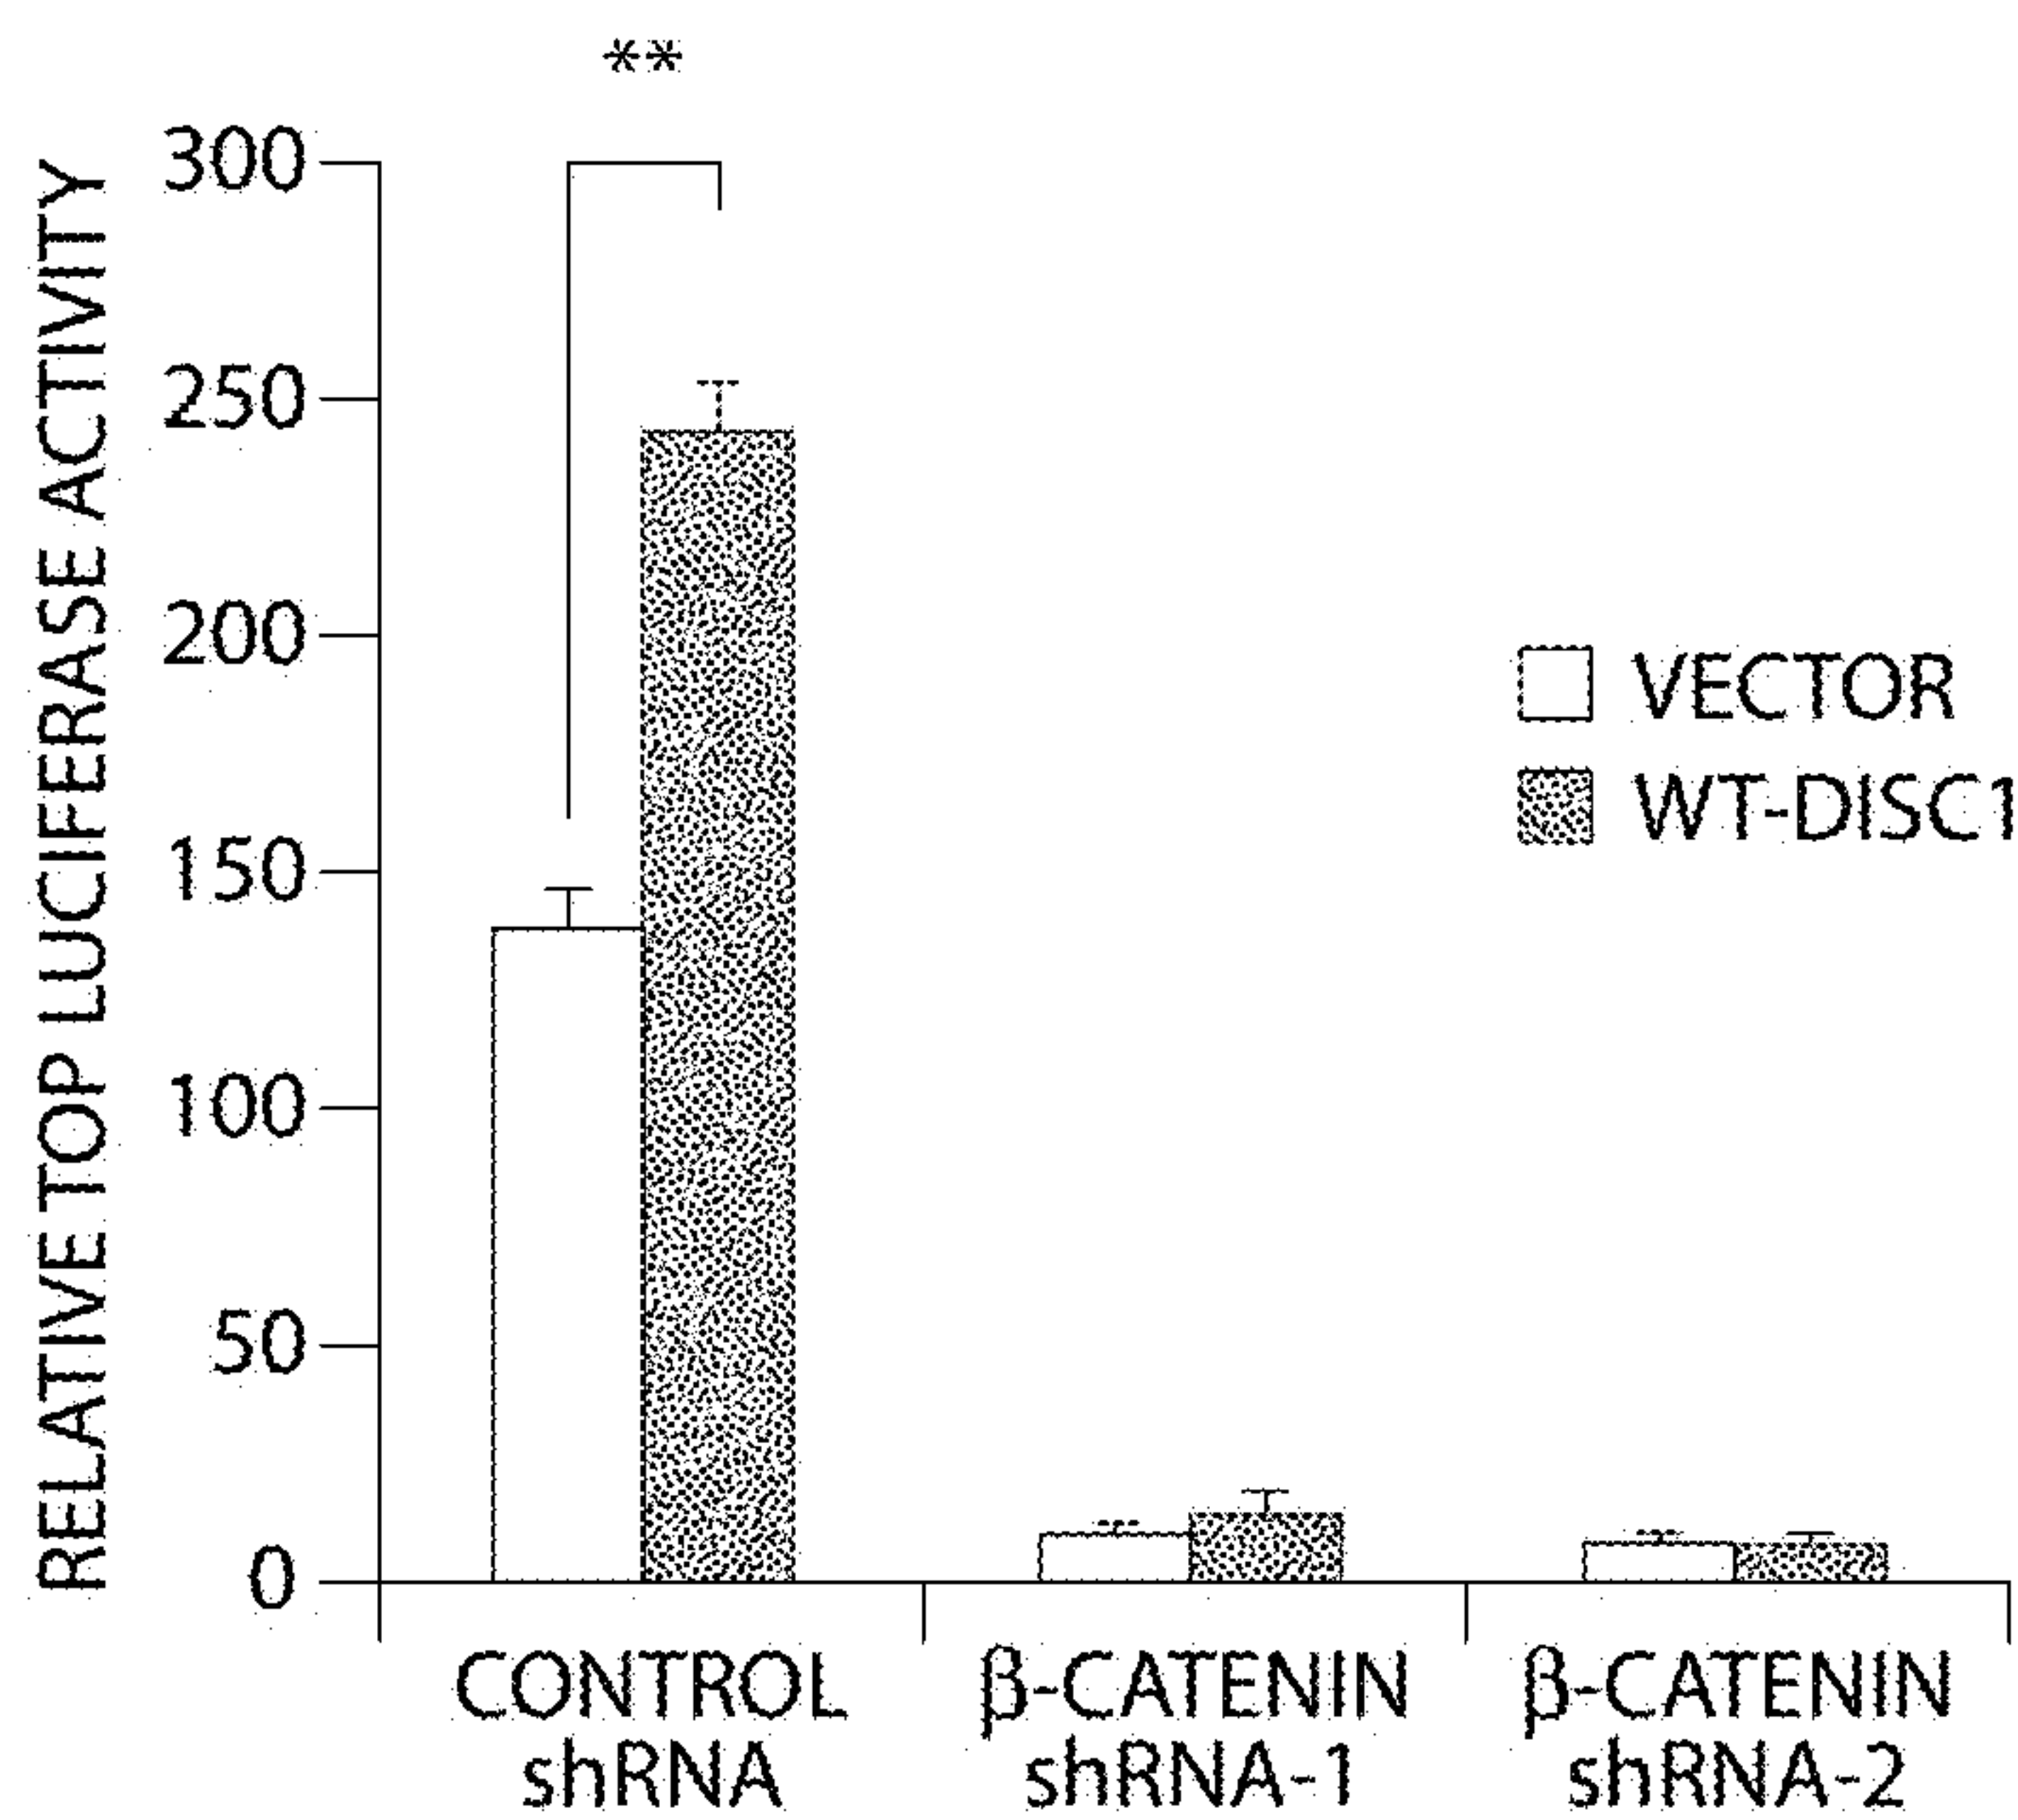 **
300
250
200
150
100
50
0
RELATIVE TOP LUCIFERASE ACTIVITY
VECTOR
WT-DISC1
CONTROL
shRNA
β-CATENIN
shRNA-1
β-CATENIN
shRNA-2